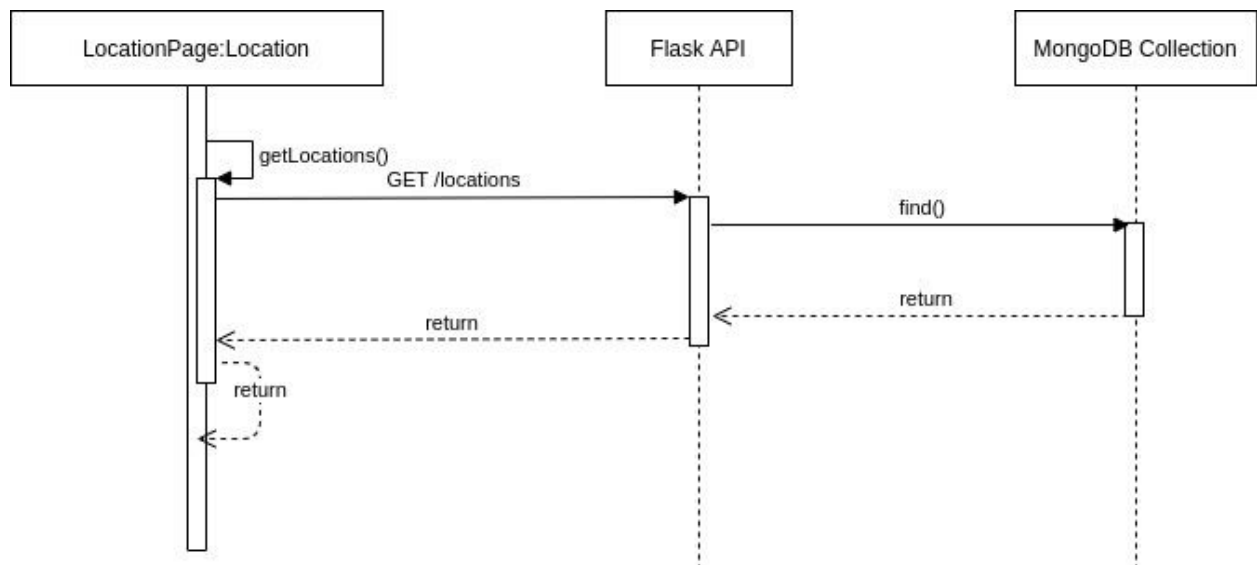 LocationPage:Location
Flask API
MongoDB Collection
getLocations()
GET /locations
find()
return
return
return